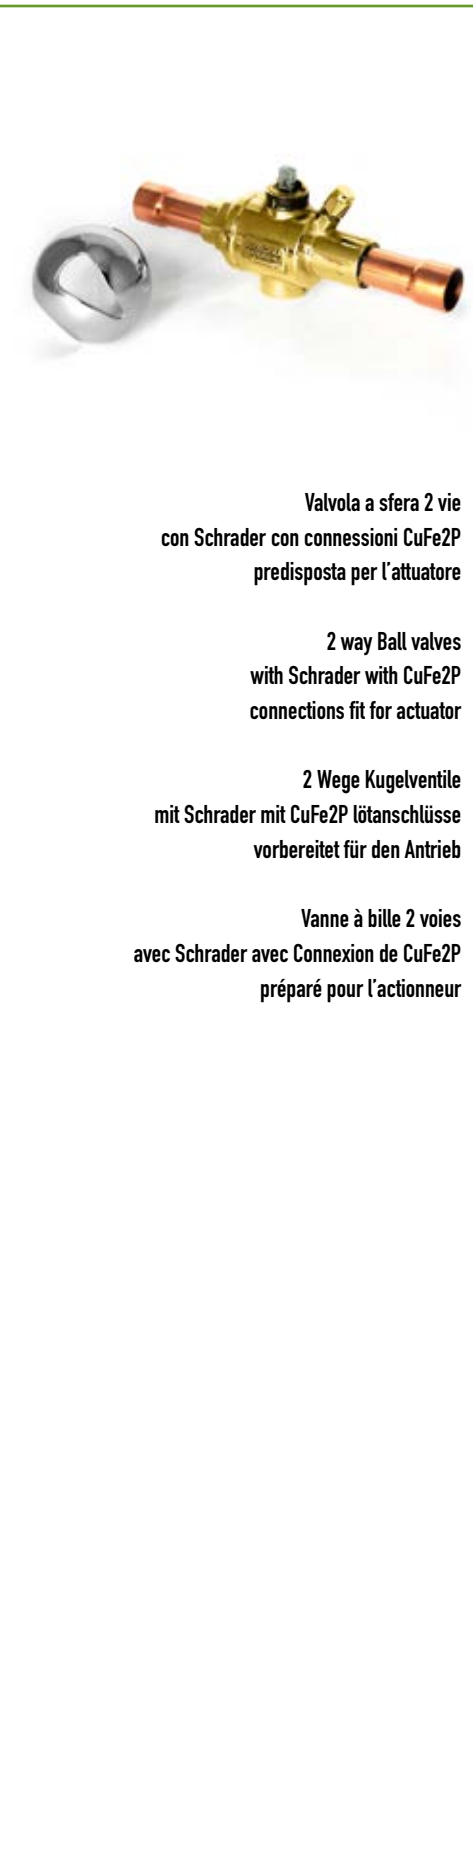 Valvola a sfera 2 vie
con Schrader con connessioni CuFe2P
predisposta per l'attuatore
2 way Ball valves
with Schrader with CuFe2P
connections fit for actuator
2 Wege Kugelventile
mit Schrader mit CuFe2P lötanschlüsse
vorbereitet für den Antrieb
Vanne à bille 2 voies
avec Schrader avec Connexion de CuFe2P
préparé pour l'actionneur